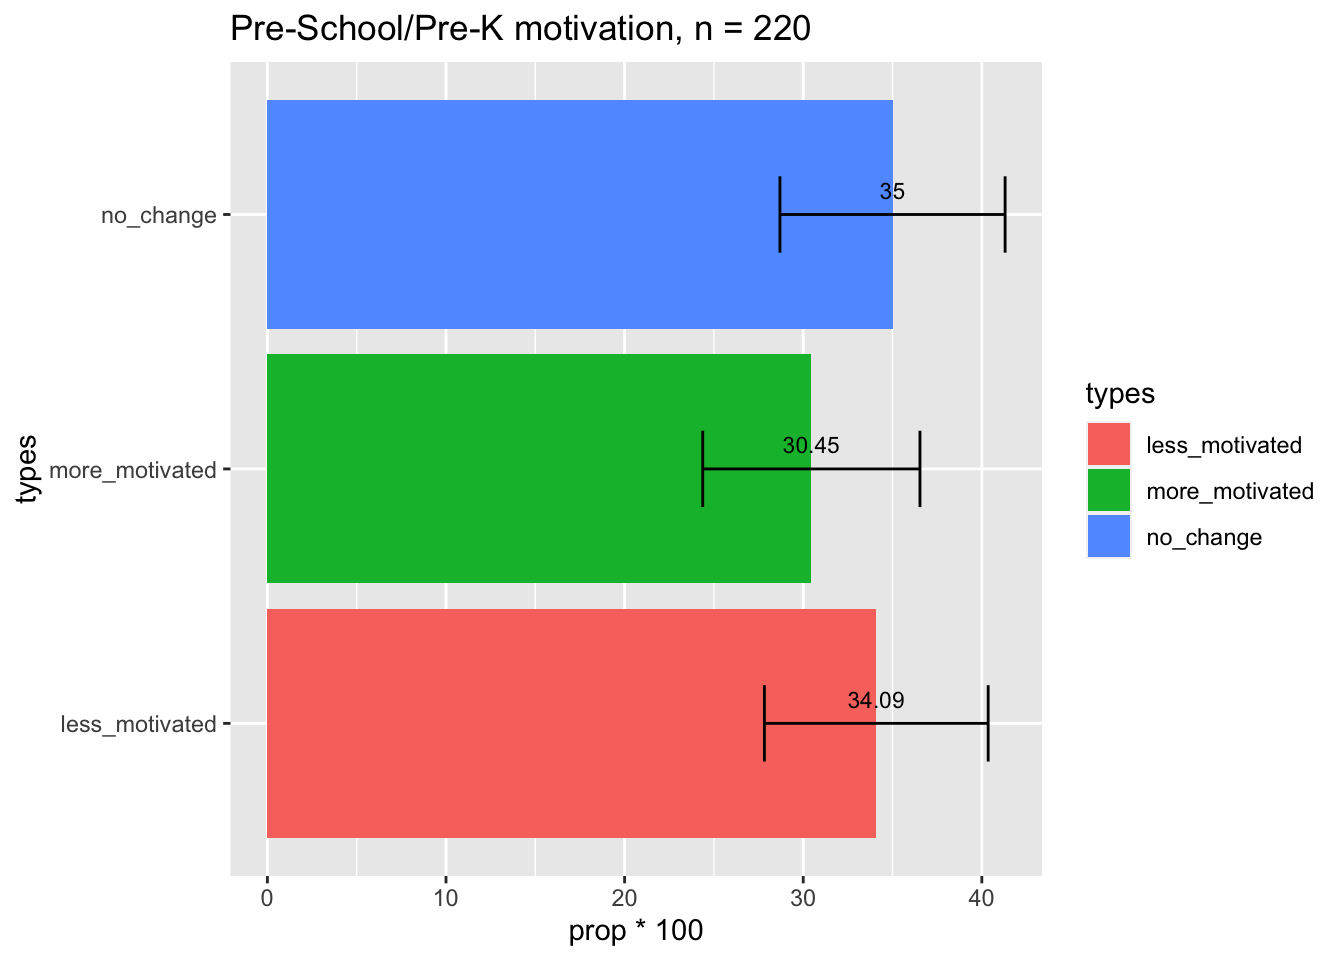 Pre-School/Pre-K motivation, n = 220
types
no_change
more_motivated
less_motivated
35
30.45
34.09
0 10 20 30 40
prop * 100
types
less_motivated
more_motivated
no_change